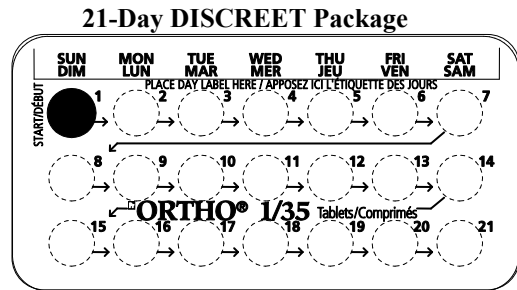 21-Day DISCREET Package
SUN MON TUE WED THU FRI SAT
DIM LUN MAR MER JEU VEN SAM
PLACE DAY LABEL HERE / APPOSEZ ICI L'ÉTIQUETTE DES JOURS
START/DÉBUT
1 2 3 4 5 6 7
8 9 10 11 12 13 14
ORTHO® 1/35 Tablets/Comprimés
15 16 17 18 19 20 21